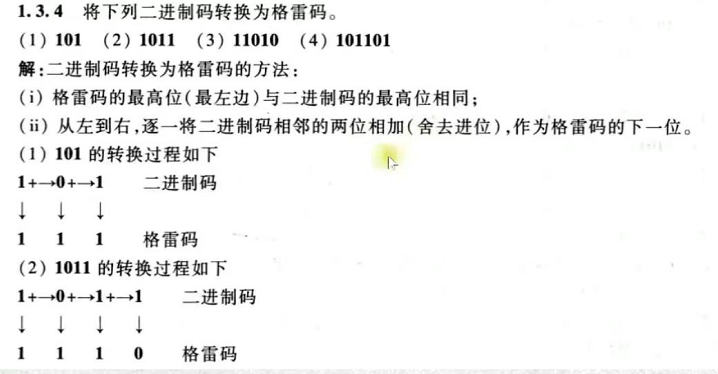 1.3.4 将下列二进制码转换为格雷码。
(1) 101 (2) 1011 (3) 11010 (4) 101101
解:二进制码转换为格雷码的方法:
(i) 格雷码的最高位(最左边)与二进制码的最高位相同;
(ii) 从左到右,逐一将二进制码相邻的两位相加(舍去进位),作为格雷码的下一位。
(1) 101 的转换过程如下
1+→0+→1 二进制码
↓ ↓ ↓
1 1 1 格雷码
(2) 1011 的转换过程如下
1+→0+→1+→1 二进制码
↓ ↓ ↓ ↓
1 1 1 0 格雷码